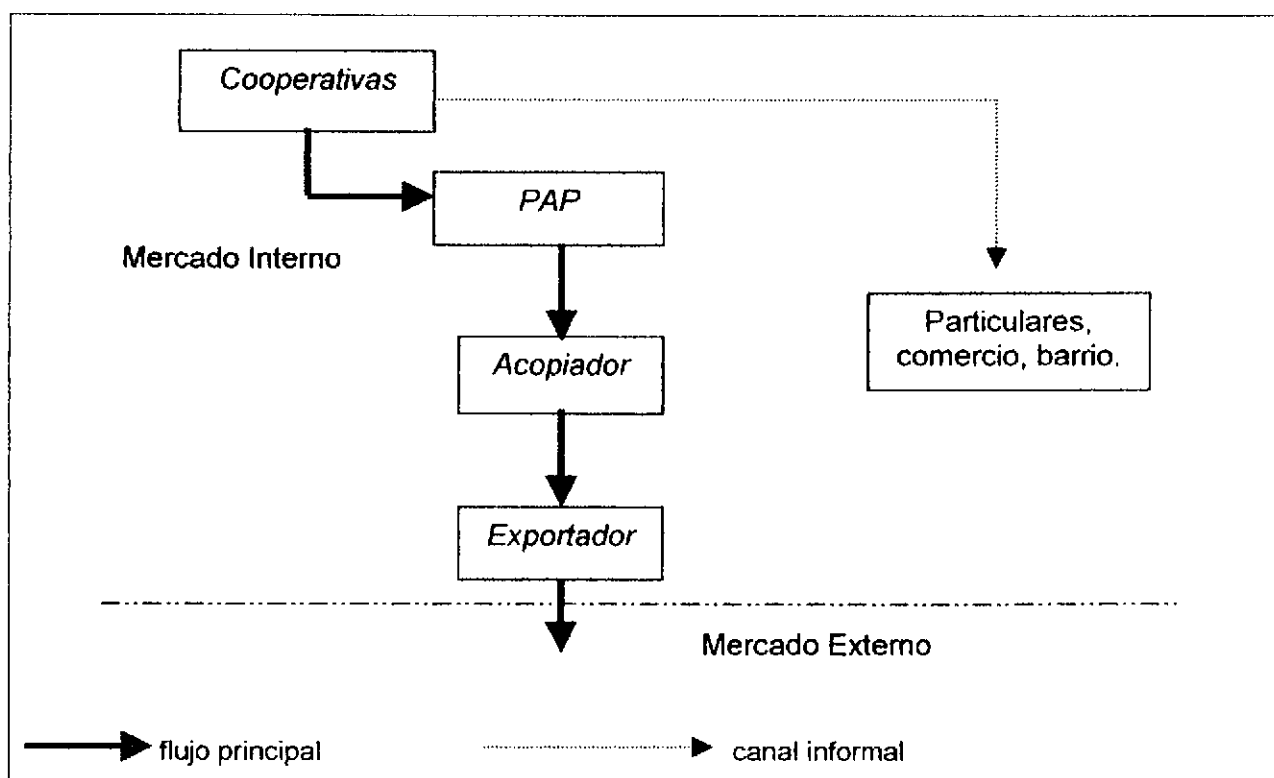 Cooperativas
PAP
Mercado Interno
Particulares,
comercio, barrio.
Acopiador
Exportador
Mercado Externo
flujo principal
canal informal